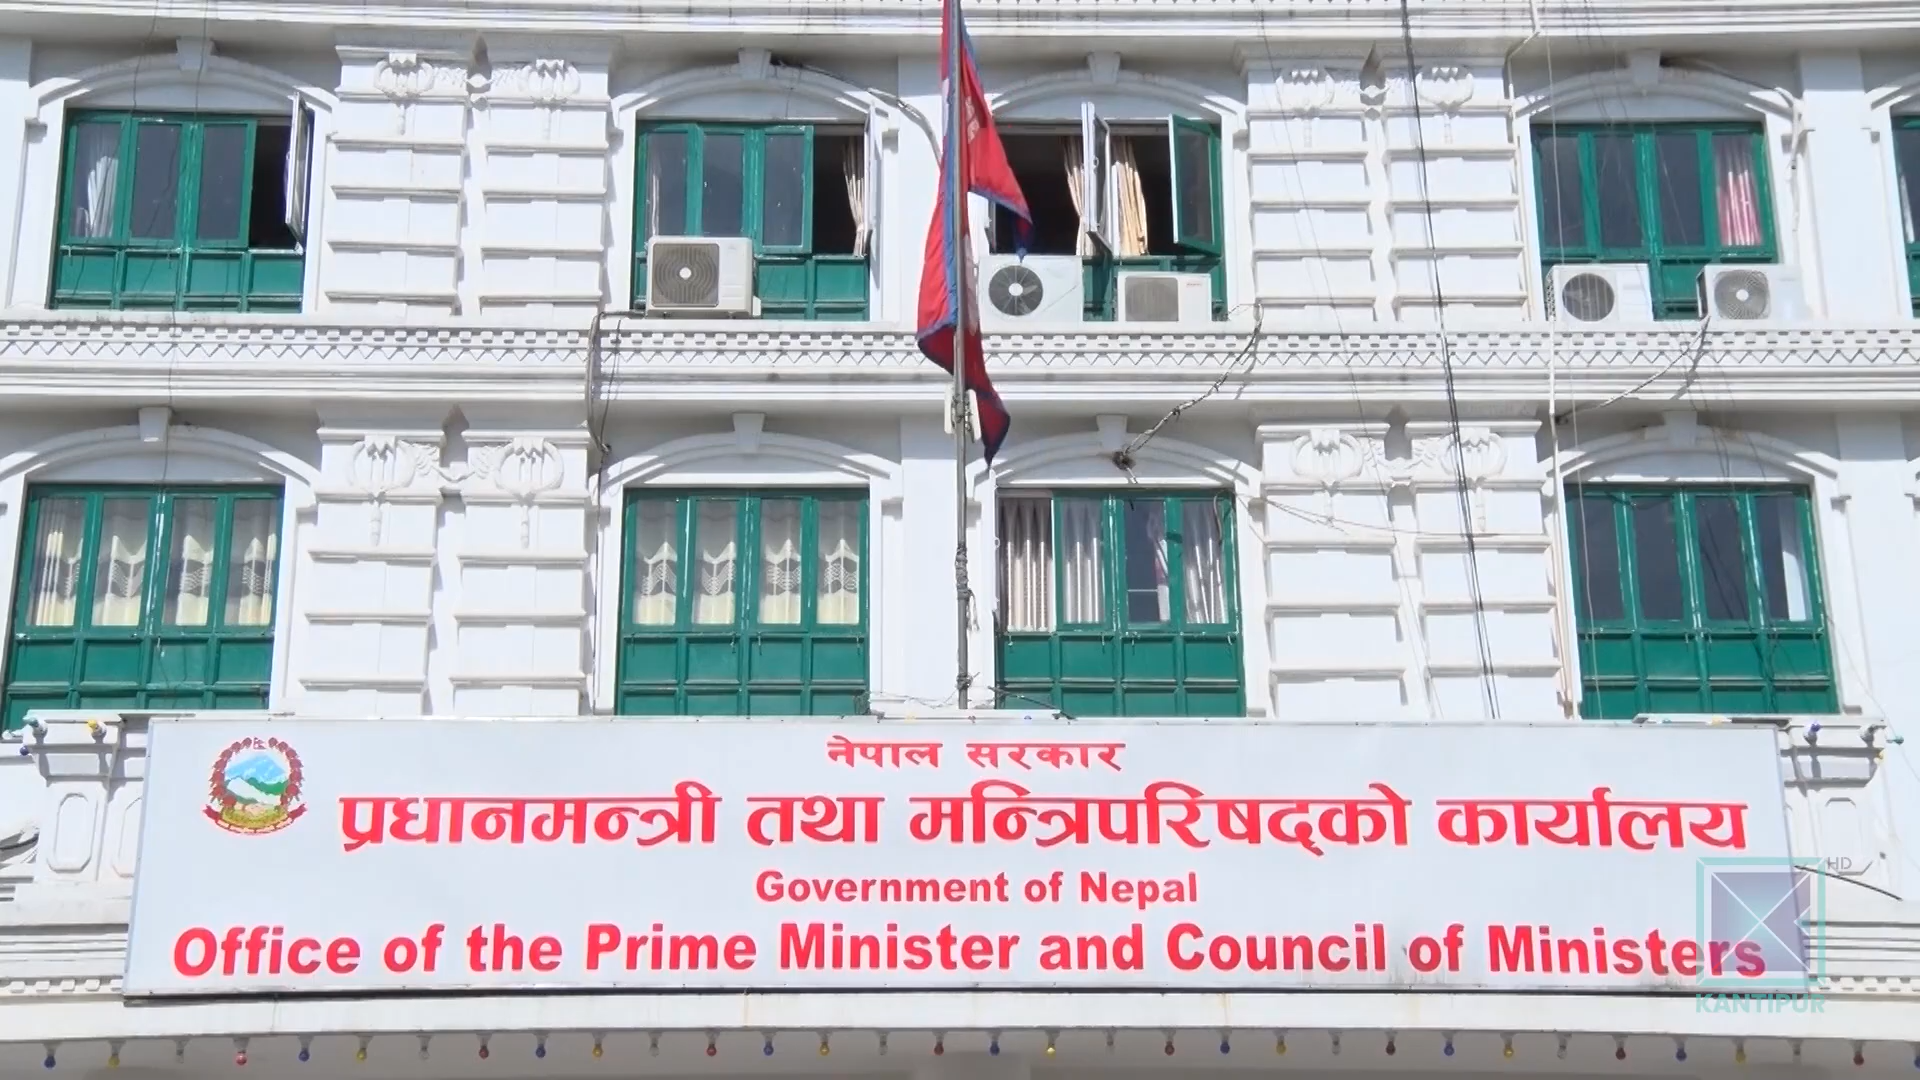 नेपाल सरकार
प्रधानमन्त्री तथा मन्त्रिपरिषद्को कार्यालय
Government of Nepal
Office of the Prime Minister and Council of Ministers
HD
KANTIPUR